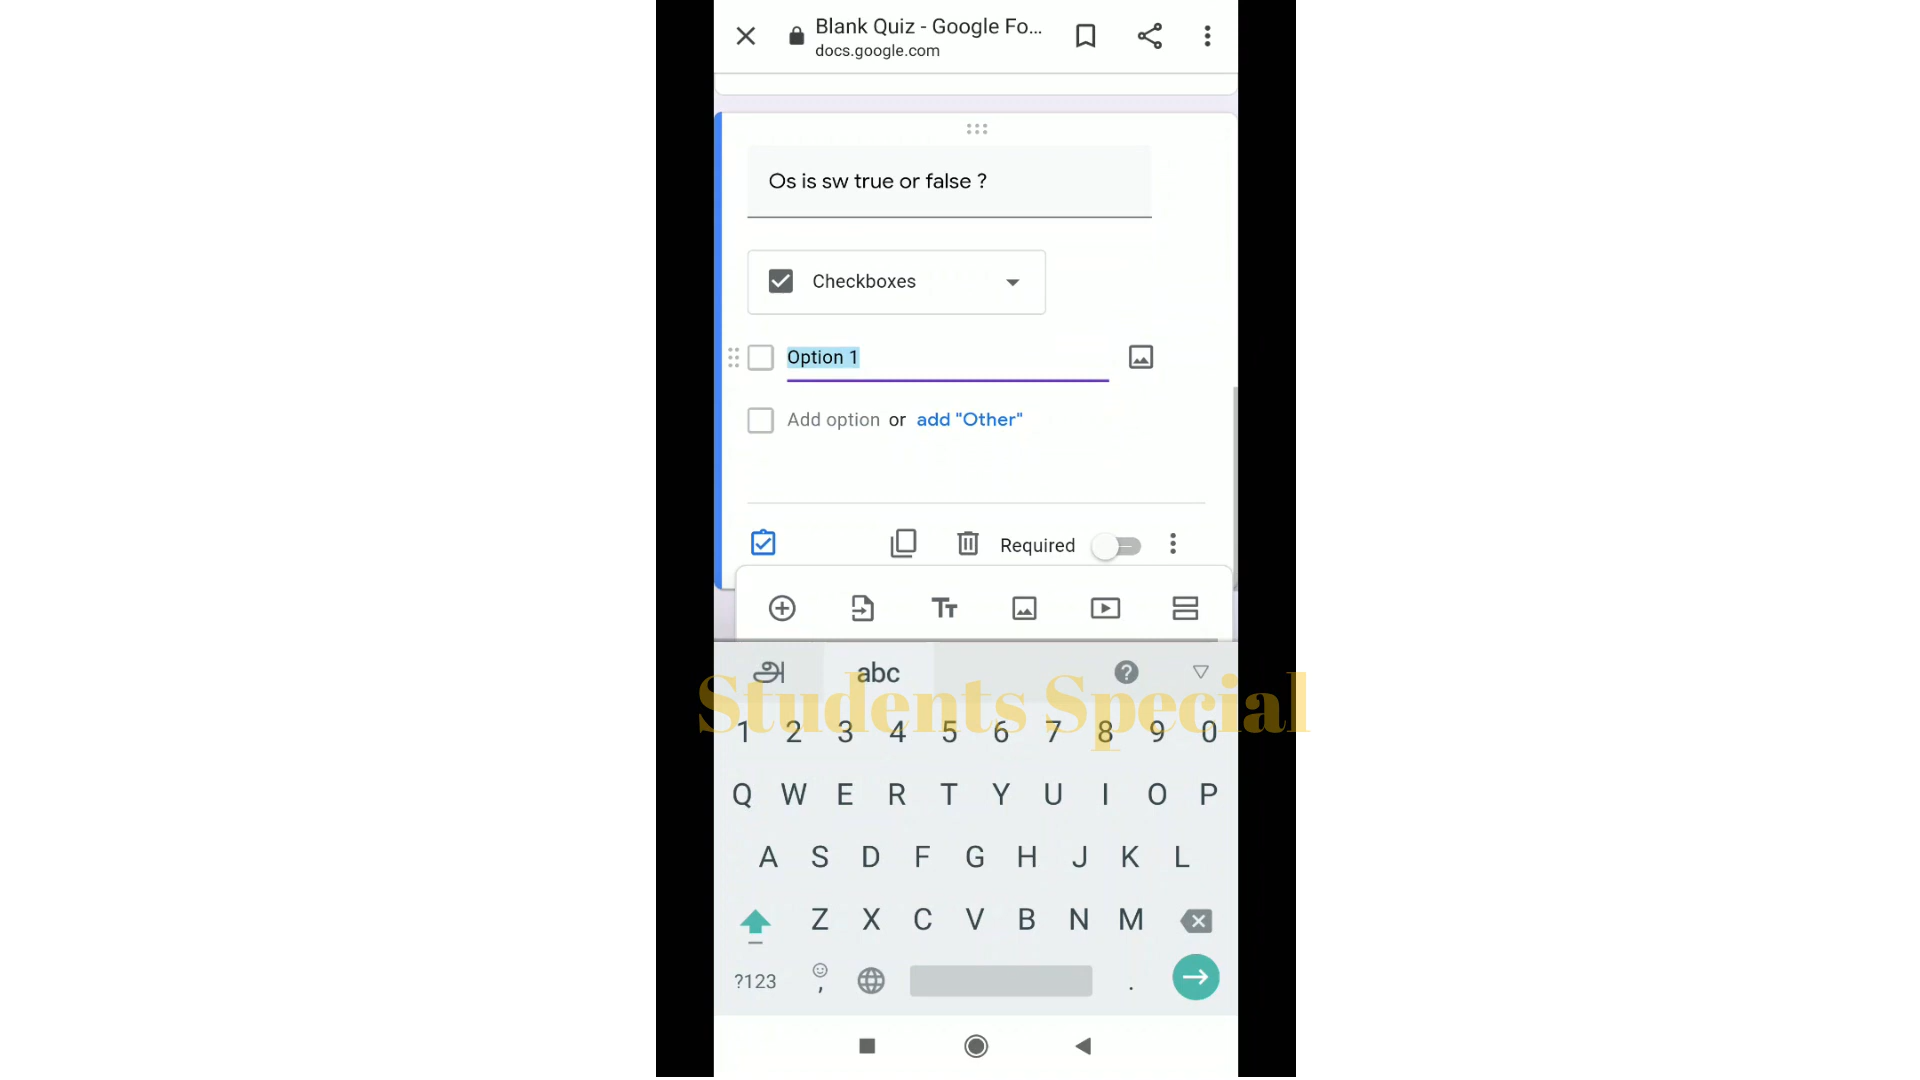 Blank Quiz - Google Fo...
docs.google.com
Os is sw true or false ?
Checkboxes
Option 1
Add option or add "Other"
Required
அ abc
Students Special
1 2 3 4 5 6 7 8 9 0
Q W E R T Y U I O P
A S D F G H J K L
Z X C V B N M
?123 , .